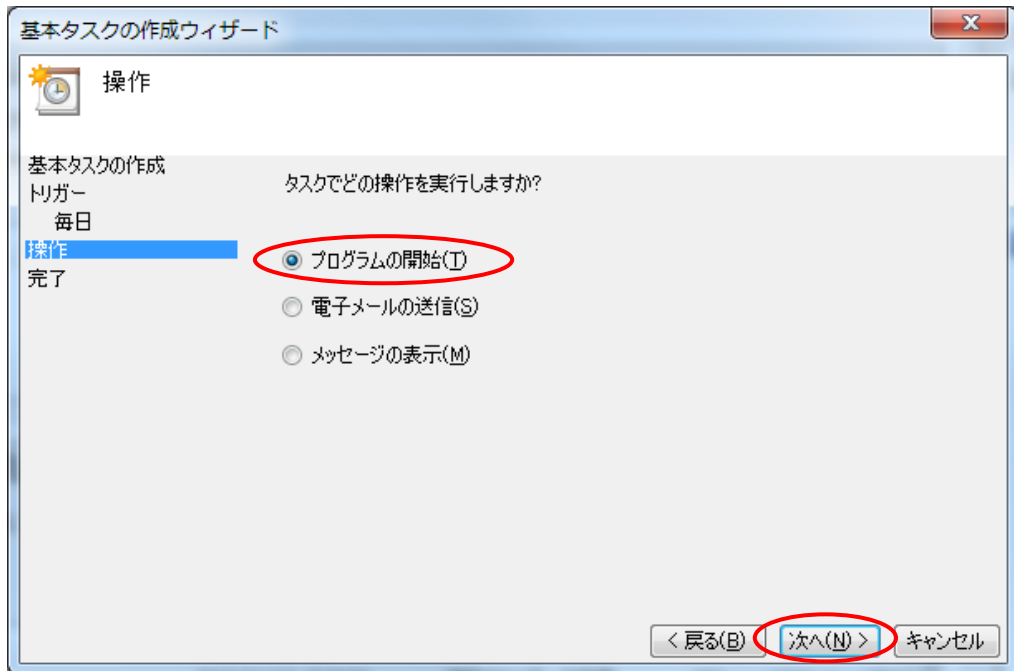 基本タスクの作成ウィザード
操作
基本タスクの作成
トリガー
毎日
操作
完了
タスクでどの操作を実行しますか?
プログラムの開始(T)
電子メールの送信(S)
メッセージの表示(M)
< 戻る(B)
次へ(N) >
キャンセル